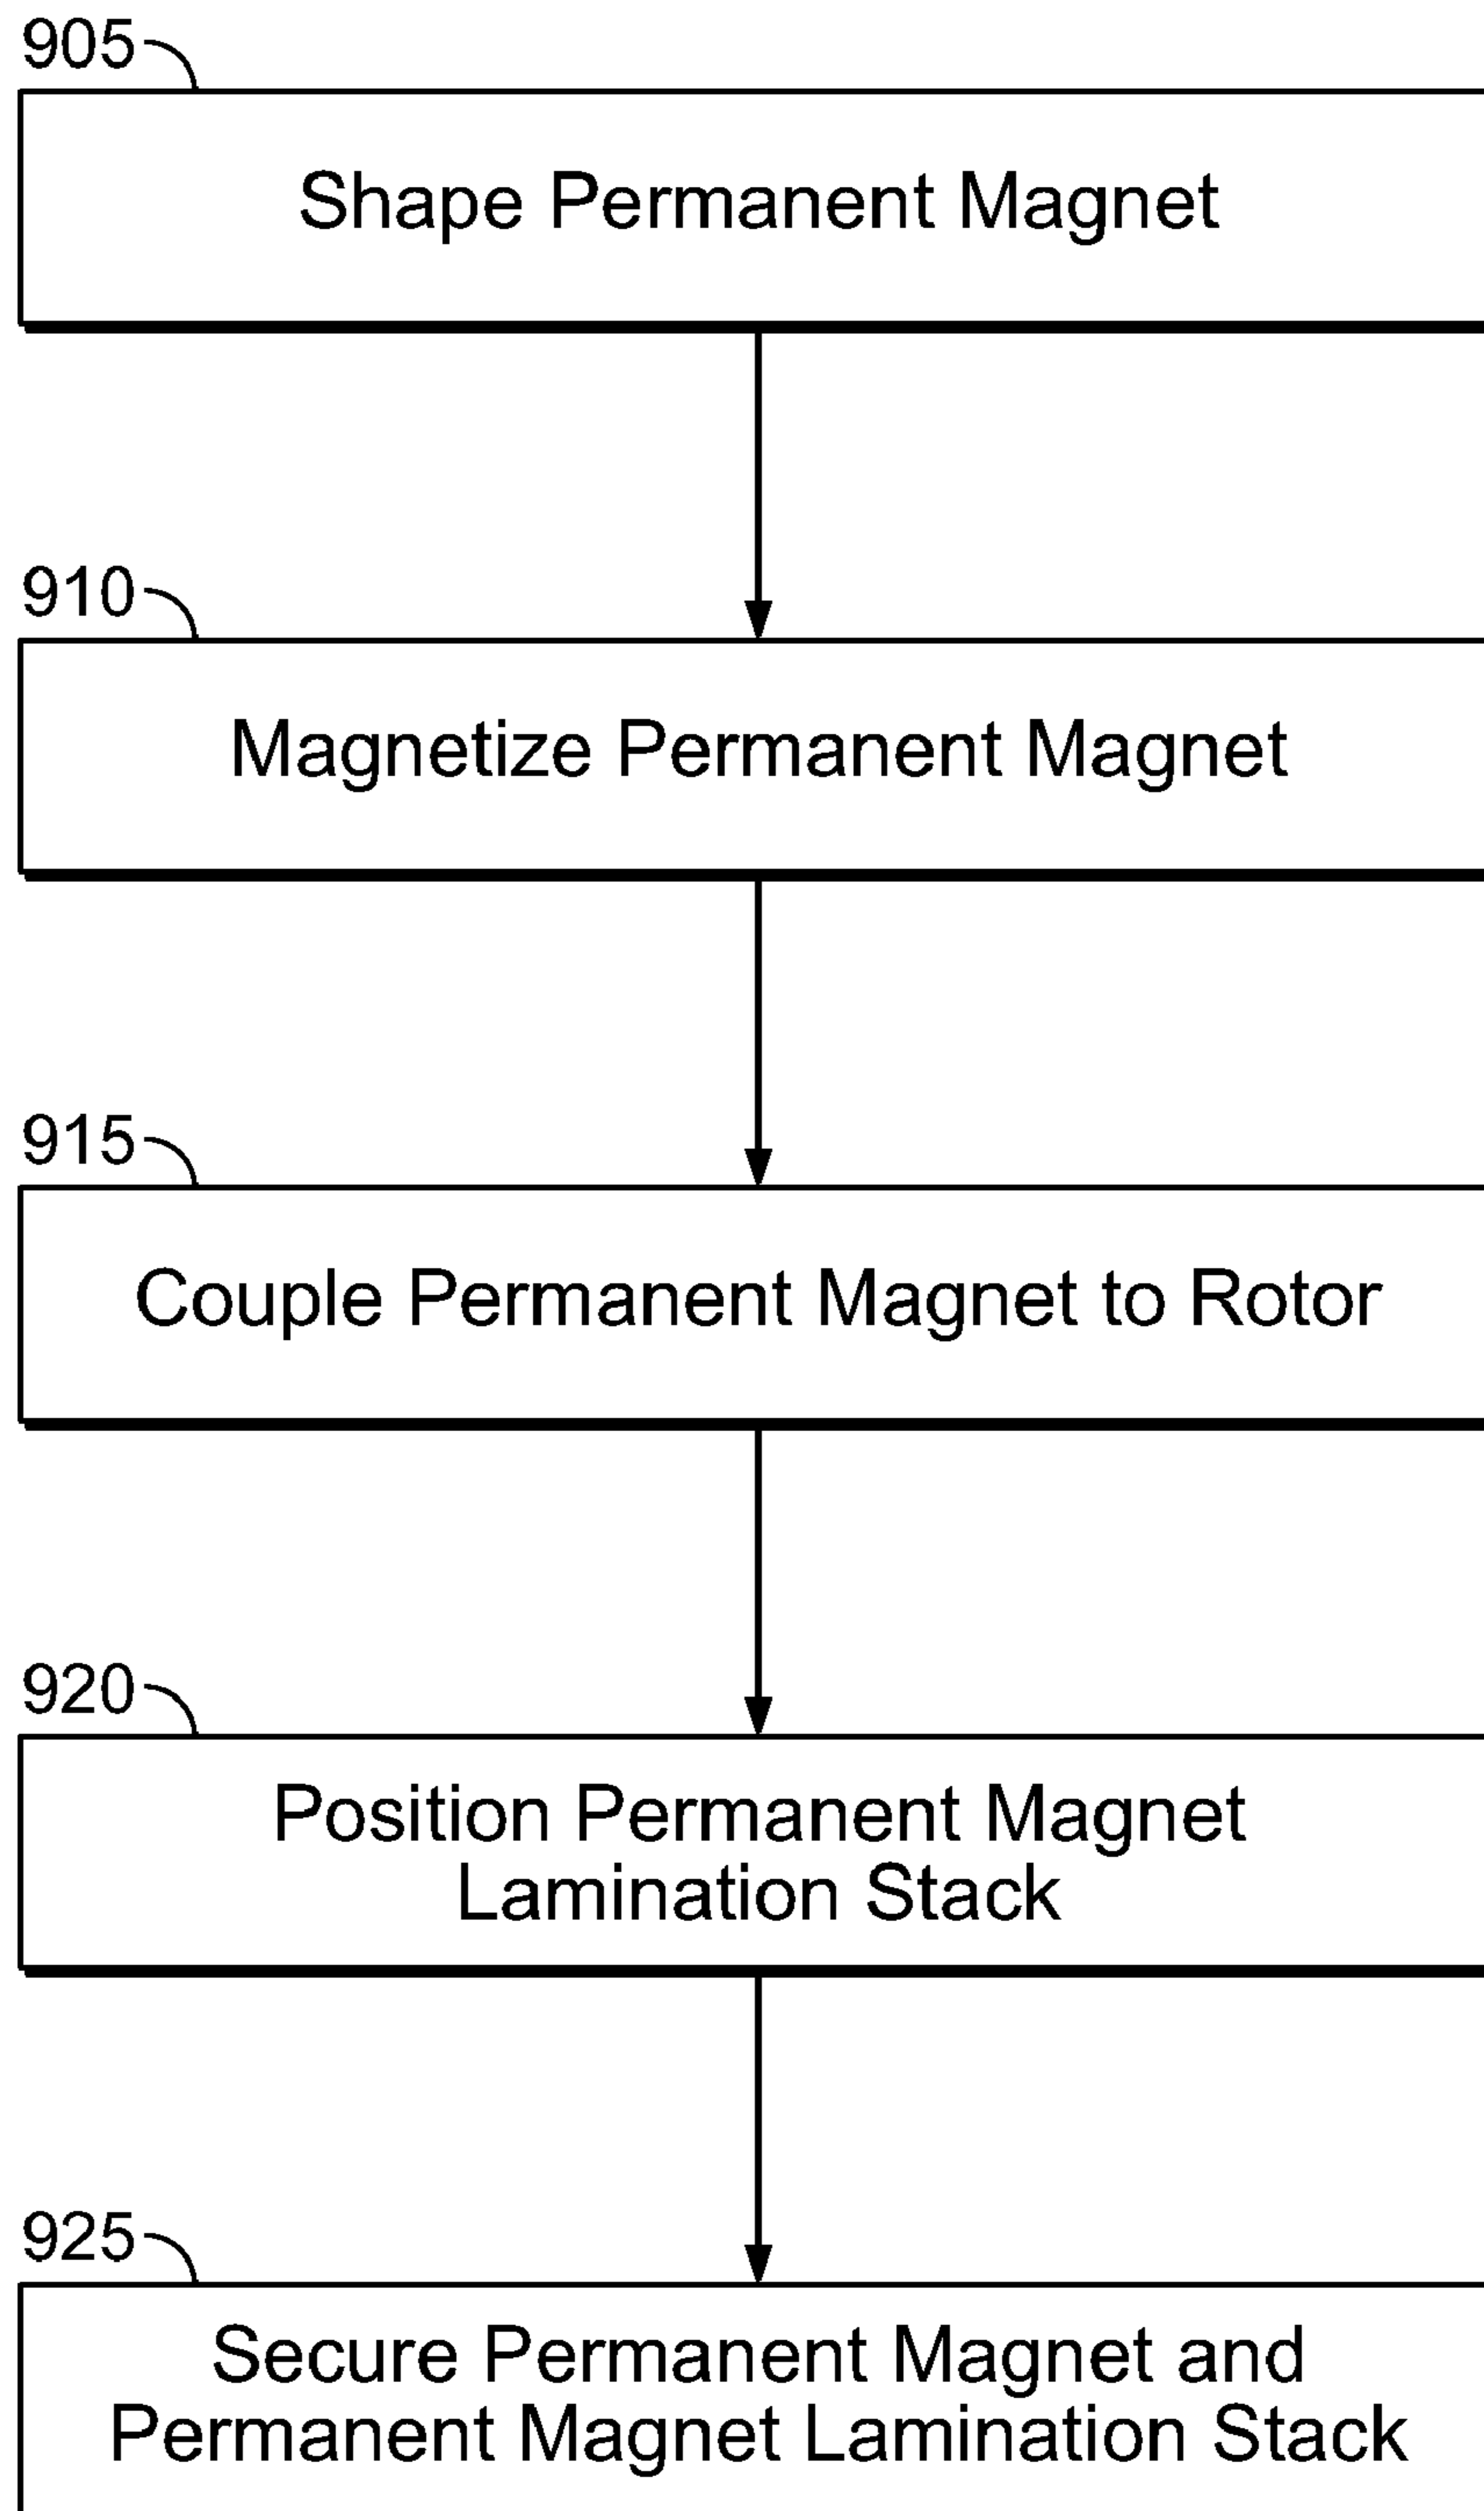 905
Shape Permanent Magnet
910
Magnetize Permanent Magnet
915
Couple Permanent Magnet to Rotor
920
Position Permanent Magnet
Lamination Stack
925
Secure Permanent Magnet and
Permanent Magnet Lamination Stack